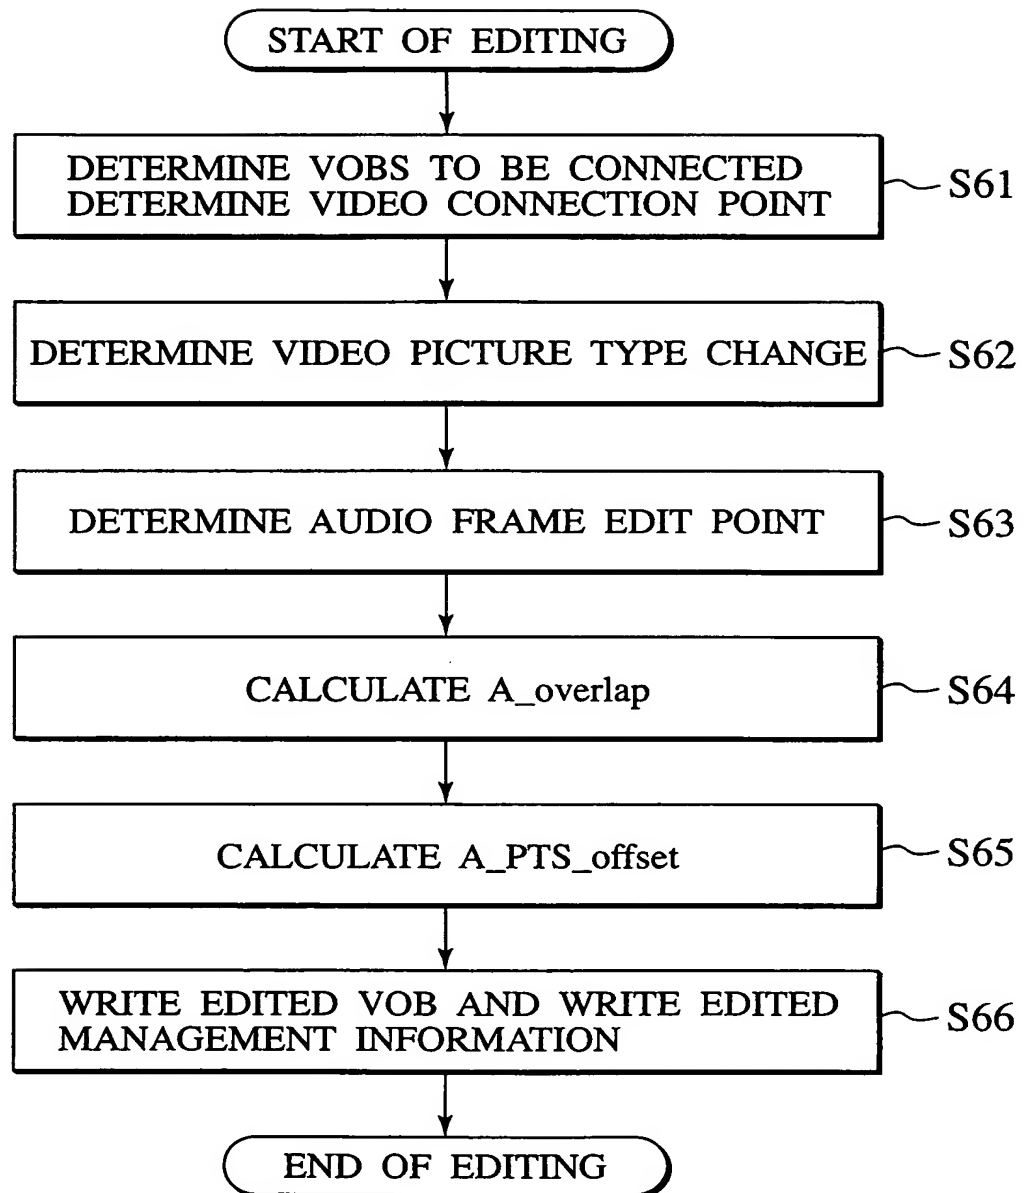 START OF EDITING
DETERMINE VOBS TO BE CONNECTED
DETERMINE VIDEO CONNECTION POINT
S61
DETERMINE VIDEO PICTURE TYPE CHANGE
S62
DETERMINE AUDIO FRAME EDIT POINT
S63
CALCULATE A_overlap
S64
CALCULATE A_PTS_offset
S65
WRITE EDITED VOB AND WRITE EDITED
MANAGEMENT INFORMATION
S66
END OF EDITING